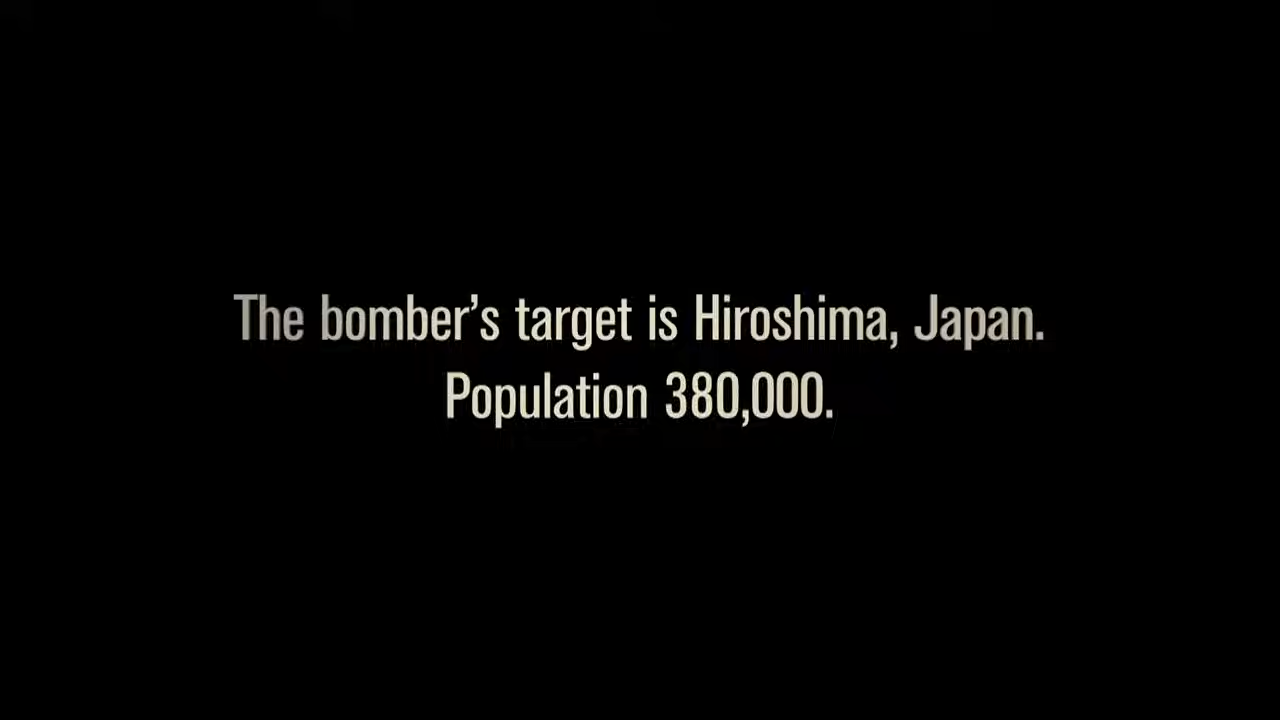 The bomber’s target is Hiroshima, Japan.
Population 380,000.